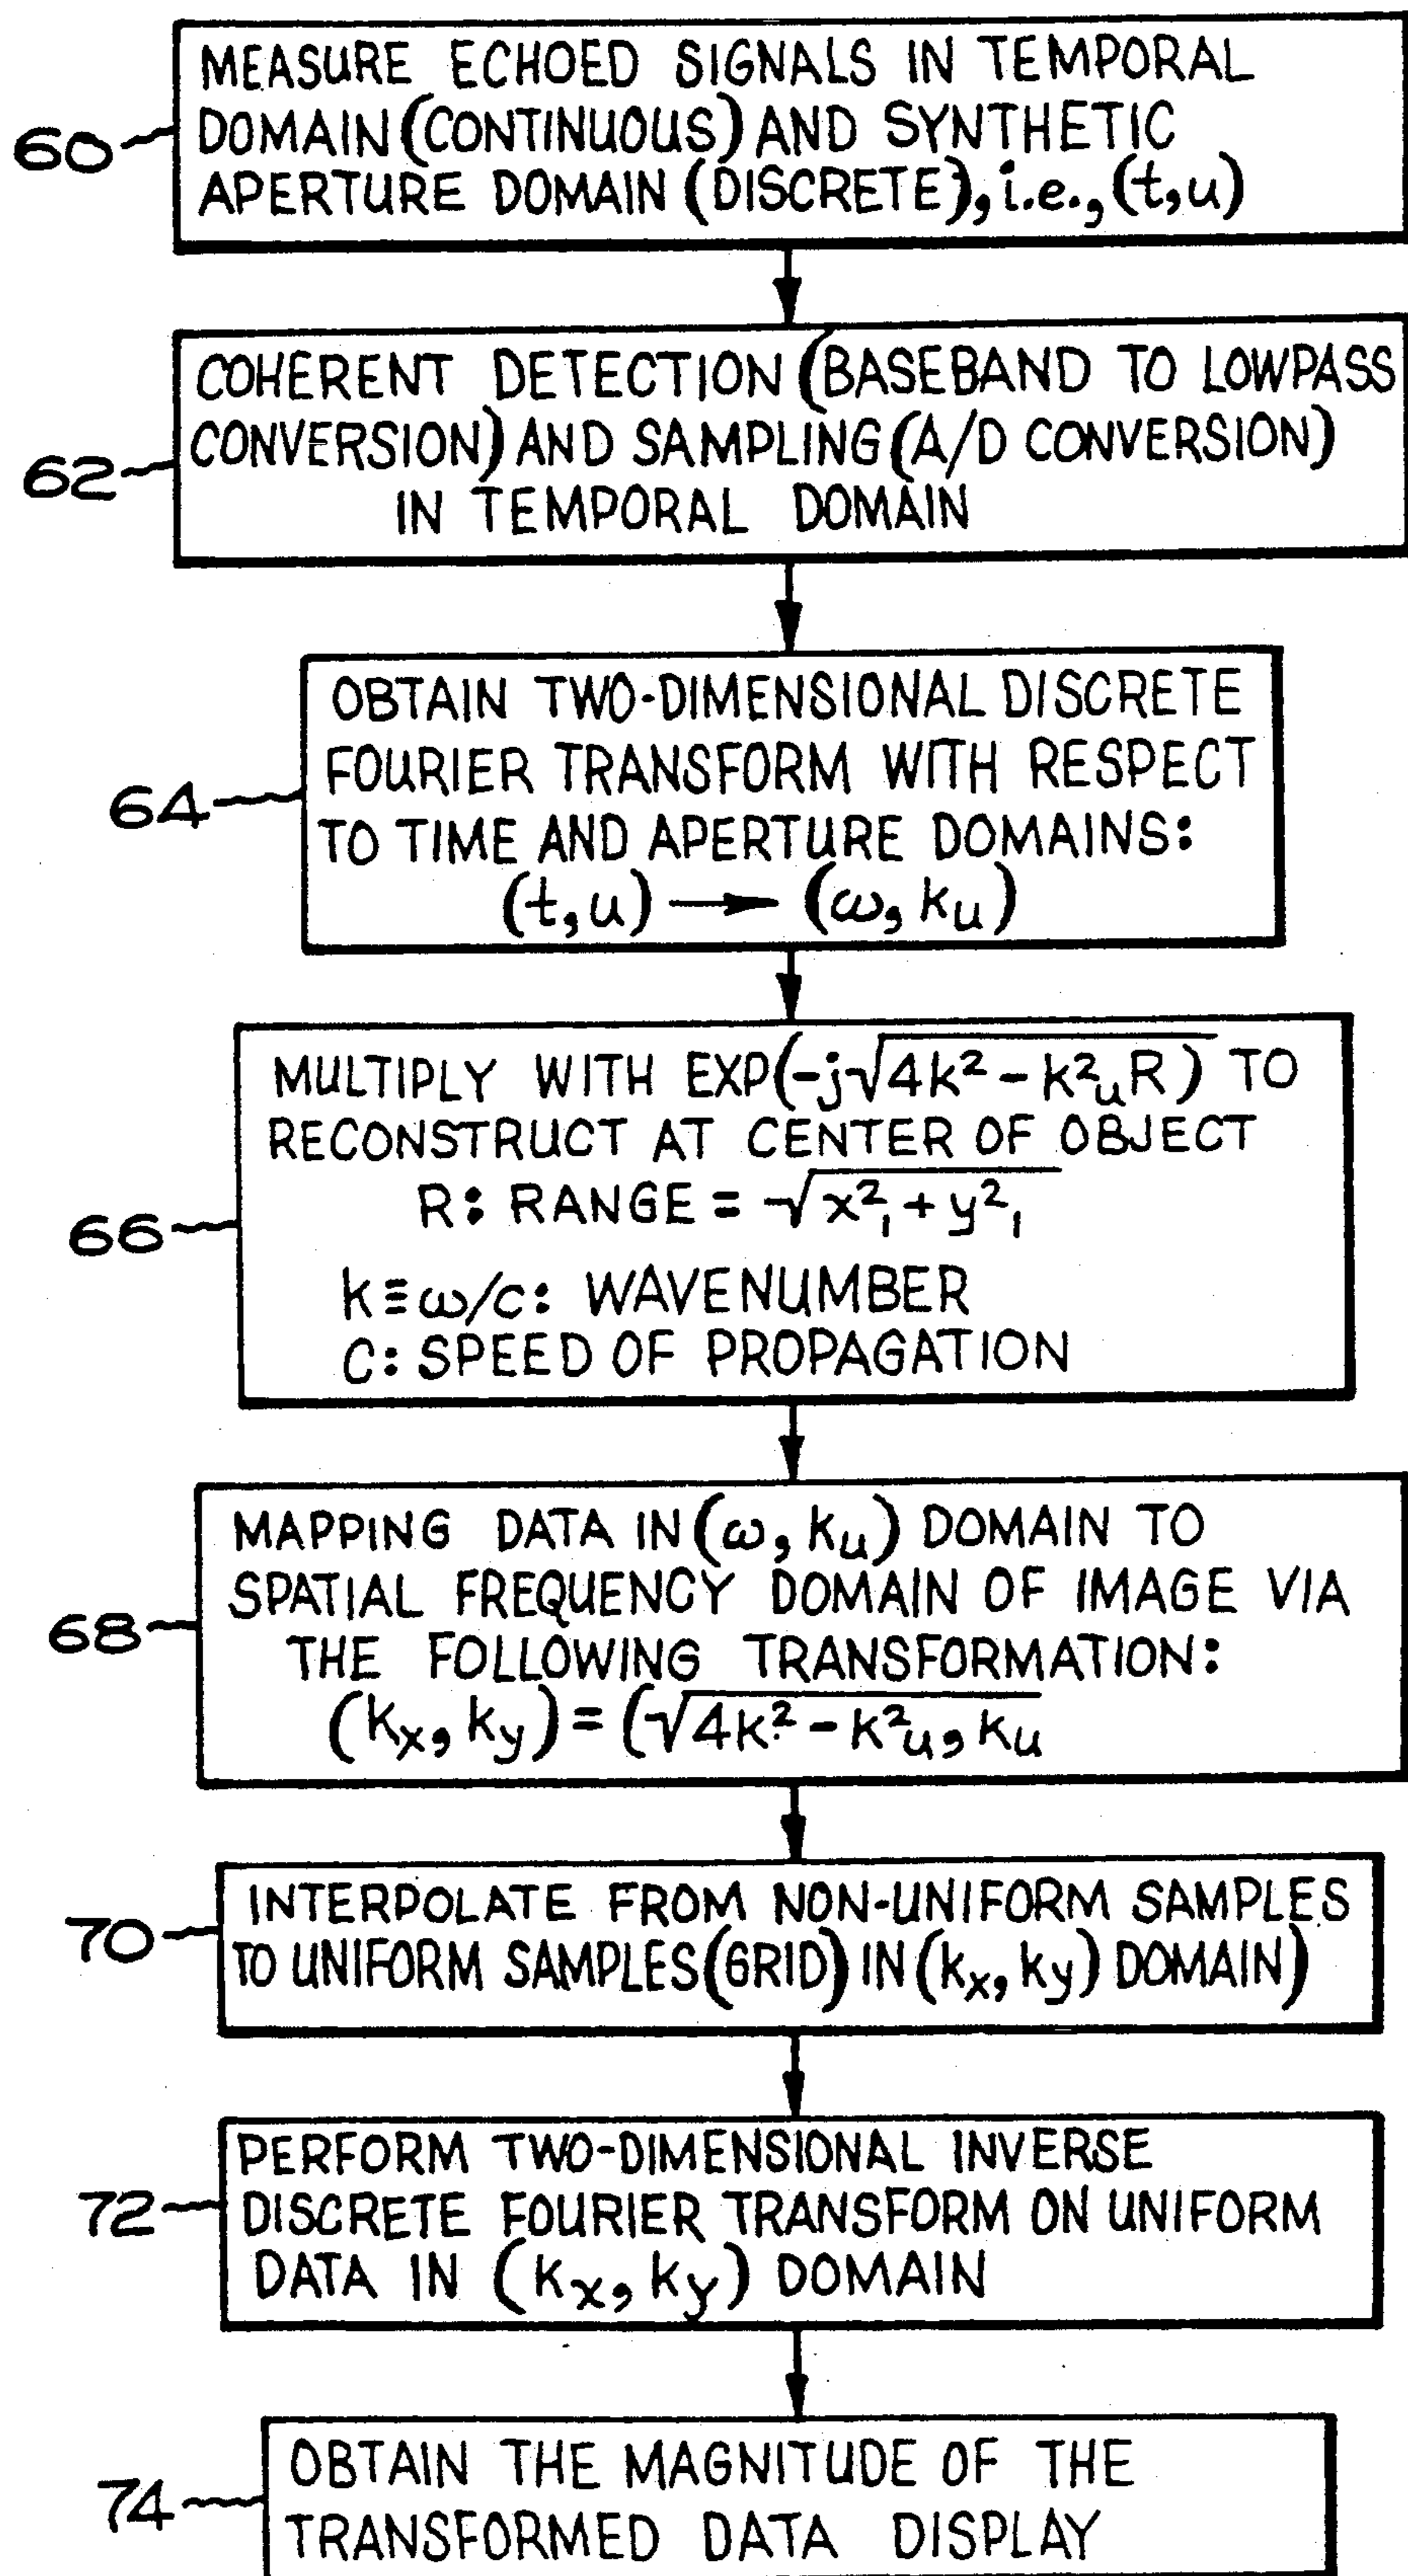 MEASURE ECHOED SIGNALS IN TEMPORAL
DOMAIN (CONTINUOUS) AND SYNTHETIC
60
APERTURE DOMAIN (DISCRETE), i.e., (t,u)
COHERENT DETECTION (BASEBAND TO LOWPASS
CONVERSION) AND SAMPLING (A/D CONVERSION)
62
IN TEMPORAL DOMAIN
OBTAIN TWO-DIMENSIONAL DISCRETE
FOURIER TRANSFORM WITH RESPECT
64
TO TIME AND APERTURE DOMAINS:
(t,u) → (ω, kᵤ)
MULTIPLY WITH EXP(-j√4k² - k²ᵤR) TO
RECONSTRUCT AT CENTER OF OBJECT
R: RANGE = √x²₁ + y²₁
66
k ≡ ω/c: WAVENUMBER
C: SPEED OF PROPAGATION
MAPPING DATA IN (ω, kᵤ) DOMAIN TO
SPATIAL FREQUENCY DOMAIN OF IMAGE VIA
68
THE FOLLOWING TRANSFORMATION:
(kₓ, k_y) = (√4k² - k²ᵤ, kᵤ
INTERPOLATE FROM NON-UNIFORM SAMPLES
70
TO UNIFORM SAMPLES (GRID) IN (kₓ, k_y) DOMAIN)
PERFORM TWO-DIMENSIONAL INVERSE
72
DISCRETE FOURIER TRANSFORM ON UNIFORM
DATA IN (kₓ, k_y) DOMAIN
OBTAIN THE MAGNITUDE OF THE
74
TRANSFORMED DATA DISPLAY